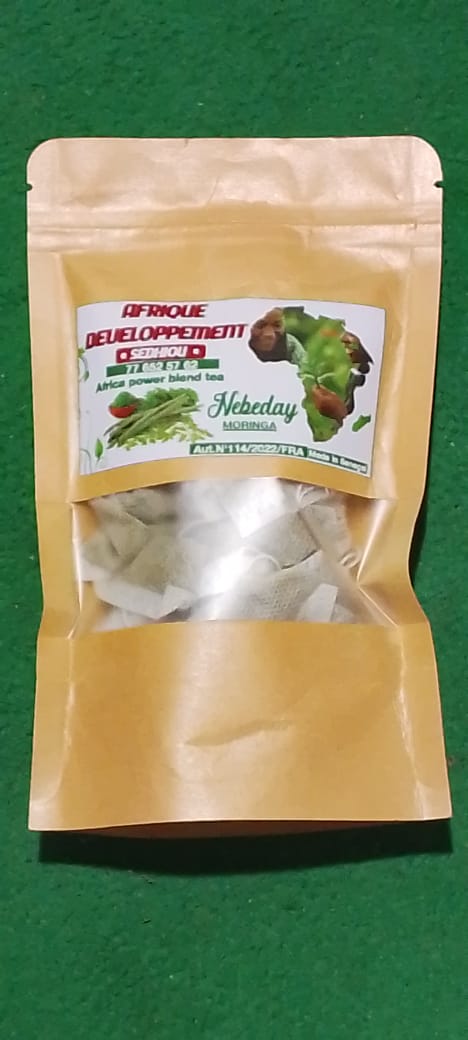 AFRIQUE
DEVELOPPEMENT
SEDHIOU
77 652 57 62
Africa power blend tea
Nebeday
MORINGA
Aut.N°114/2022/FRA Made in Senegal